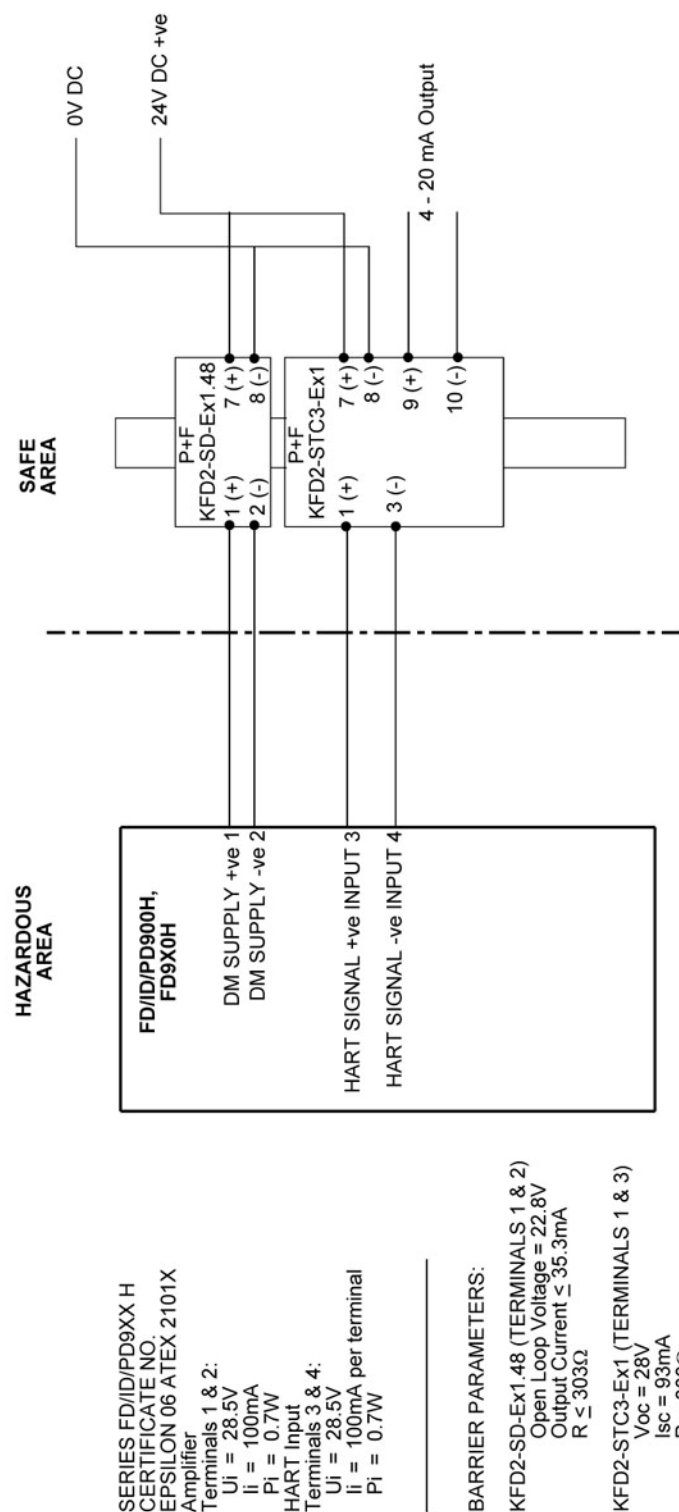 HAZARDOUS
AREA
SAFE
AREA
0V DC
24V DC +ve
FD/ID/PD900H,
FD9X0H
DM SUPPLY +ve 1
DM SUPPLY -ve 2
HART SIGNAL +ve INPUT 3
HART SIGNAL -ve INPUT 4
P+F
KFD2-SD-Ex1.48
1 (+)
2 (-)
7 (+)
8 (-)
P+F
KFD2-STC3-Ex1
1 (+)
3 (-)
7 (+)
8 (-)
9 (+)
10 (-)
4 - 20 mA Output
SERIES FD/ID/PD9XX H
CERTIFICATE NO.
EPSILON 06 ATEX 2101X
Amplifier
Terminals 1 & 2:
Ui = 28.5V
Ii = 100mA
Pi = 0.7W
HART Input
Terminals 3 & 4:
Ui = 28.5V
Ii = 100mA per terminal
Pi = 0.7W
BARRIER PARAMETERS:
KFD2-SD-Ex1.48 (TERMINALS 1 & 2)
Open Loop Voltage = 22.8V
Output Current ≤ 35.3mA
R ≤ 303Ω
KFD2-STC3-Ex1 (TERMINALS 1 & 3)
Voc = 28V
Isc = 93mA